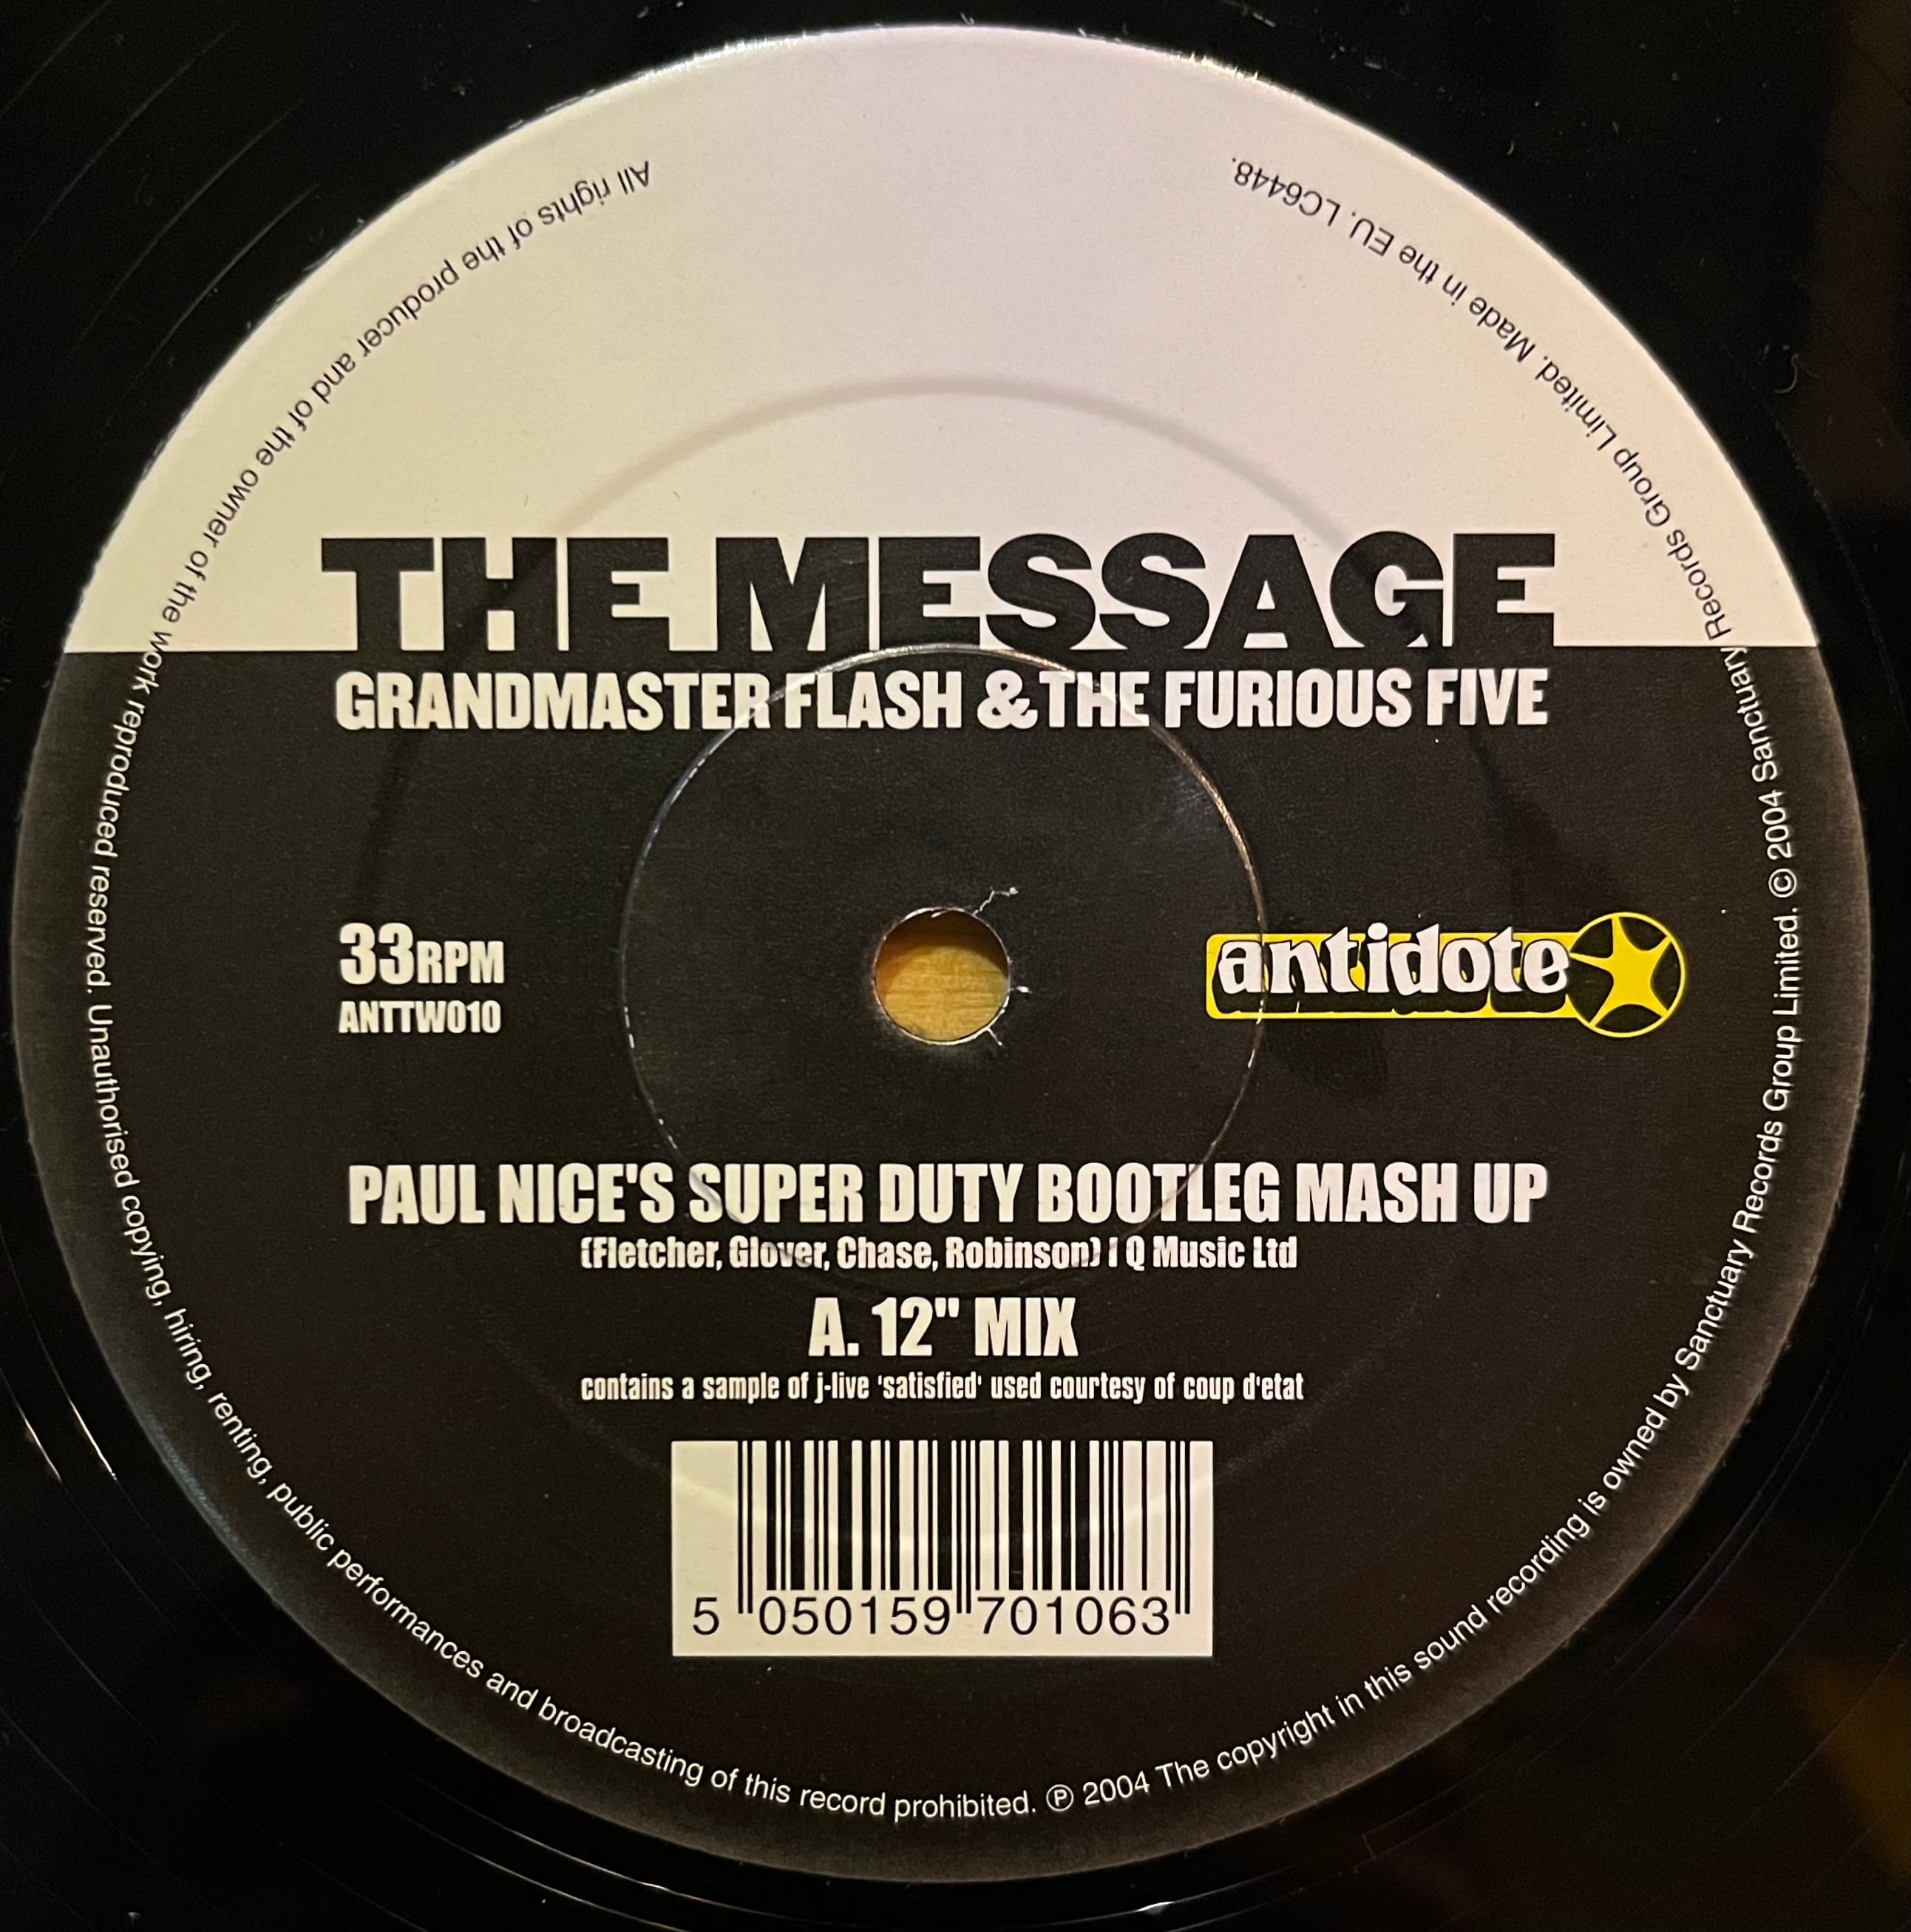 THE MESSAGE
GRANDMASTER FLASH & THE FURIOUS FIVE
33RPM
ANTTW010
antidote
PAUL NICE'S SUPER DUTY BOOTLEG MASH UP
(Fletcher, Glover, Chase, Robinson) I Q Music Ltd
A. 12" MIX
contains a sample of j-live 'satisfied' used courtesy of coup d'etat
5 050159 701063
All rights of the producer and of the owner of the work reproduced reserved. Unauthorised copying, hiring, renting, public performances and broadcasting of this record prohibited. ℗ 2004 The copyright in this sound recording is owned by Sanctuary Records Group Limited. © 2004 Sanctuary Records Group Limited. Made in the EU. LC6448.